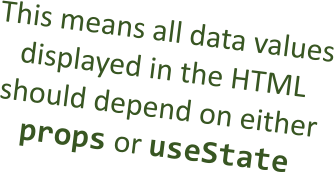 This means all data values
displayed in the HTML
should depend on either
props or useState